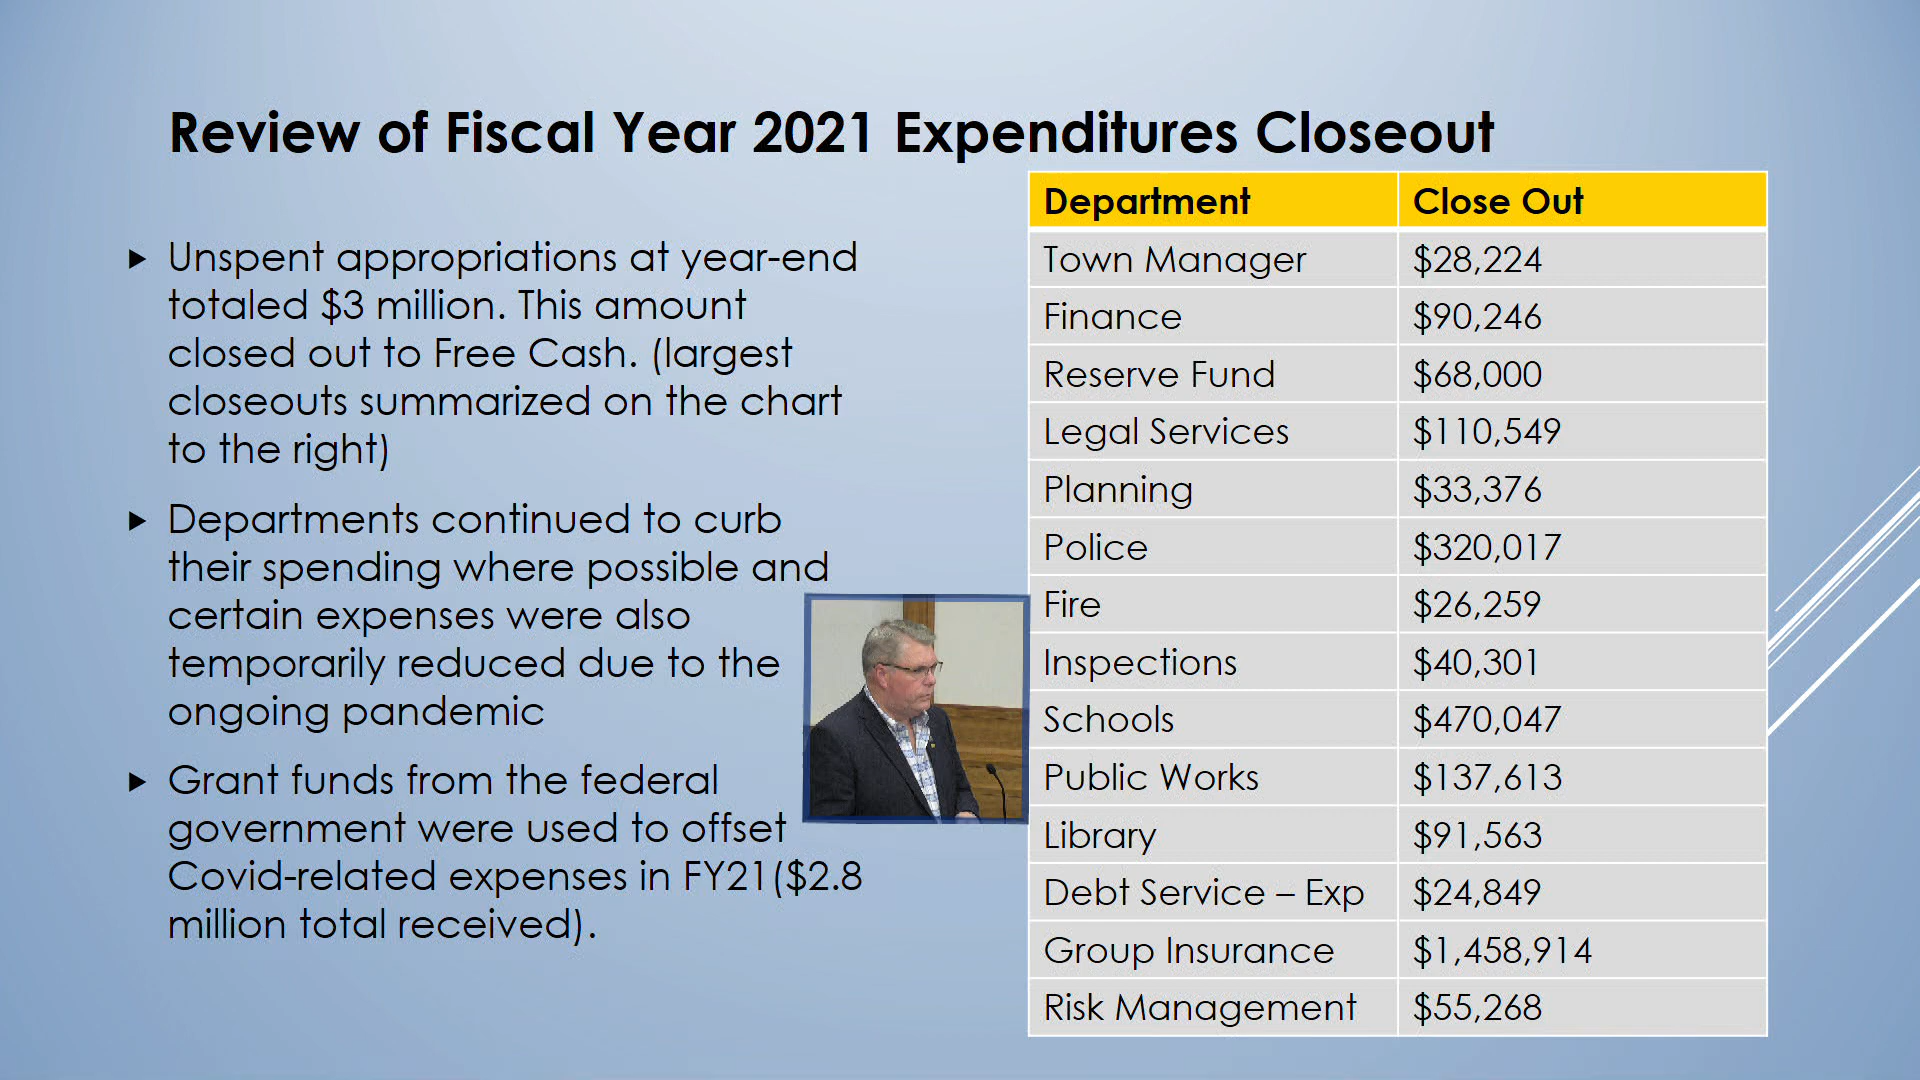 Review of Fiscal Year 2021 Expenditures Closeout
Unspent appropriations at year-end
totaled $3 million. This amount
closed out to Free Cash. (largest
closeouts summarized on the chart
to the right)
Departments continued to curb
their spending where possible and
certain expenses were also
temporarily reduced due to the
ongoing pandemic
Grant funds from the federal
government were used to offset
Covid-related expenses in FY21($2.8
million total received).
Department Close Out
Town Manager $28,224
Finance $90,246
Reserve Fund $68,000
Legal Services $110,549
Planning $33,376
Police $320,017
Fire $26,259
Inspections $40,301
Schools $470,047
Public Works $137,613
Library $91,563
Debt Service – Exp $24,849
Group Insurance $1,458,914
Risk Management $55,268